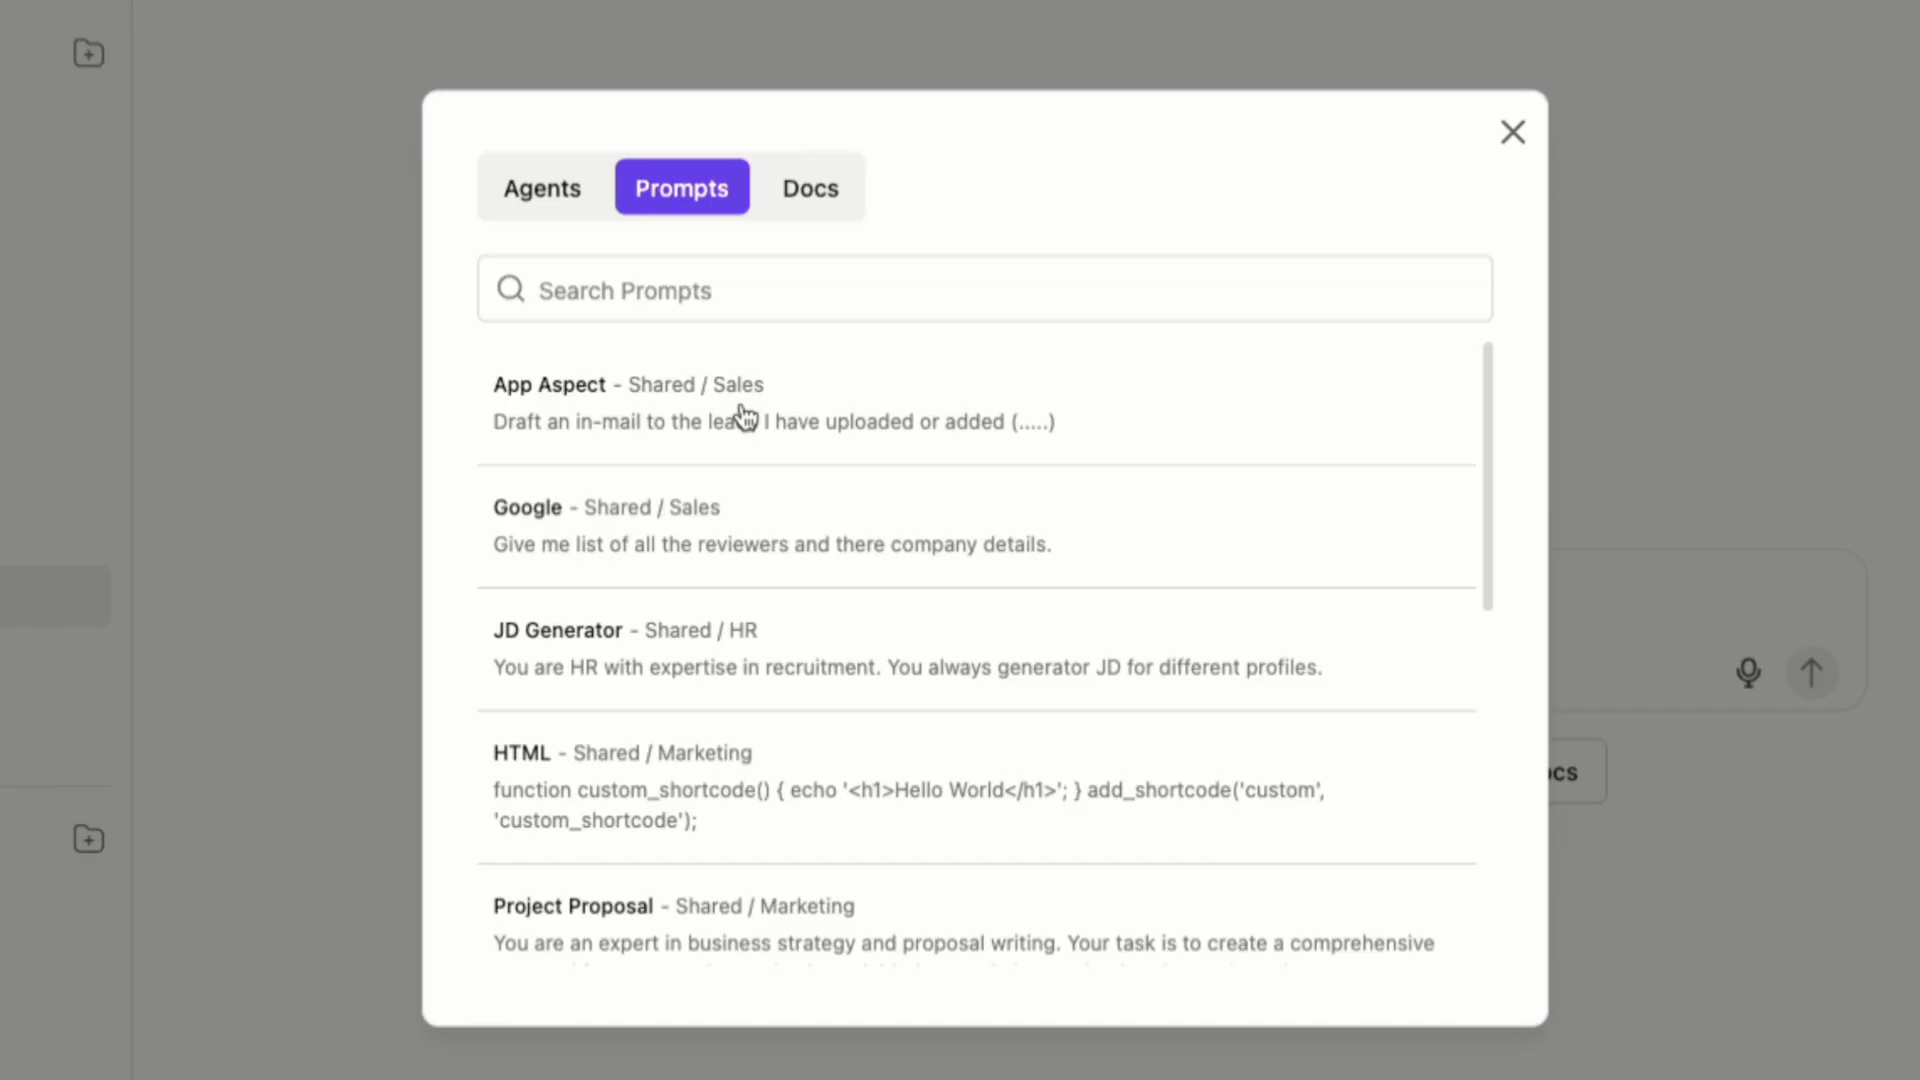 Agents Prompts Docs
Search Prompts
App Aspect - Shared / Sales
Draft an in-mail to the lea I have uploaded or added (.....)
Google - Shared / Sales
Give me list of all the reviewers and there company details.
JD Generator - Shared / HR
You are HR with expertise in recruitment. You always generator JD for different profiles.
HTML - Shared / Marketing
function custom_shortcode() { echo '<h1>Hello World</h1>'; } add_shortcode('custom',
'custom_shortcode');
ocs
Project Proposal - Shared / Marketing
You are an expert in business strategy and proposal writing. Your task is to create a comprehensive